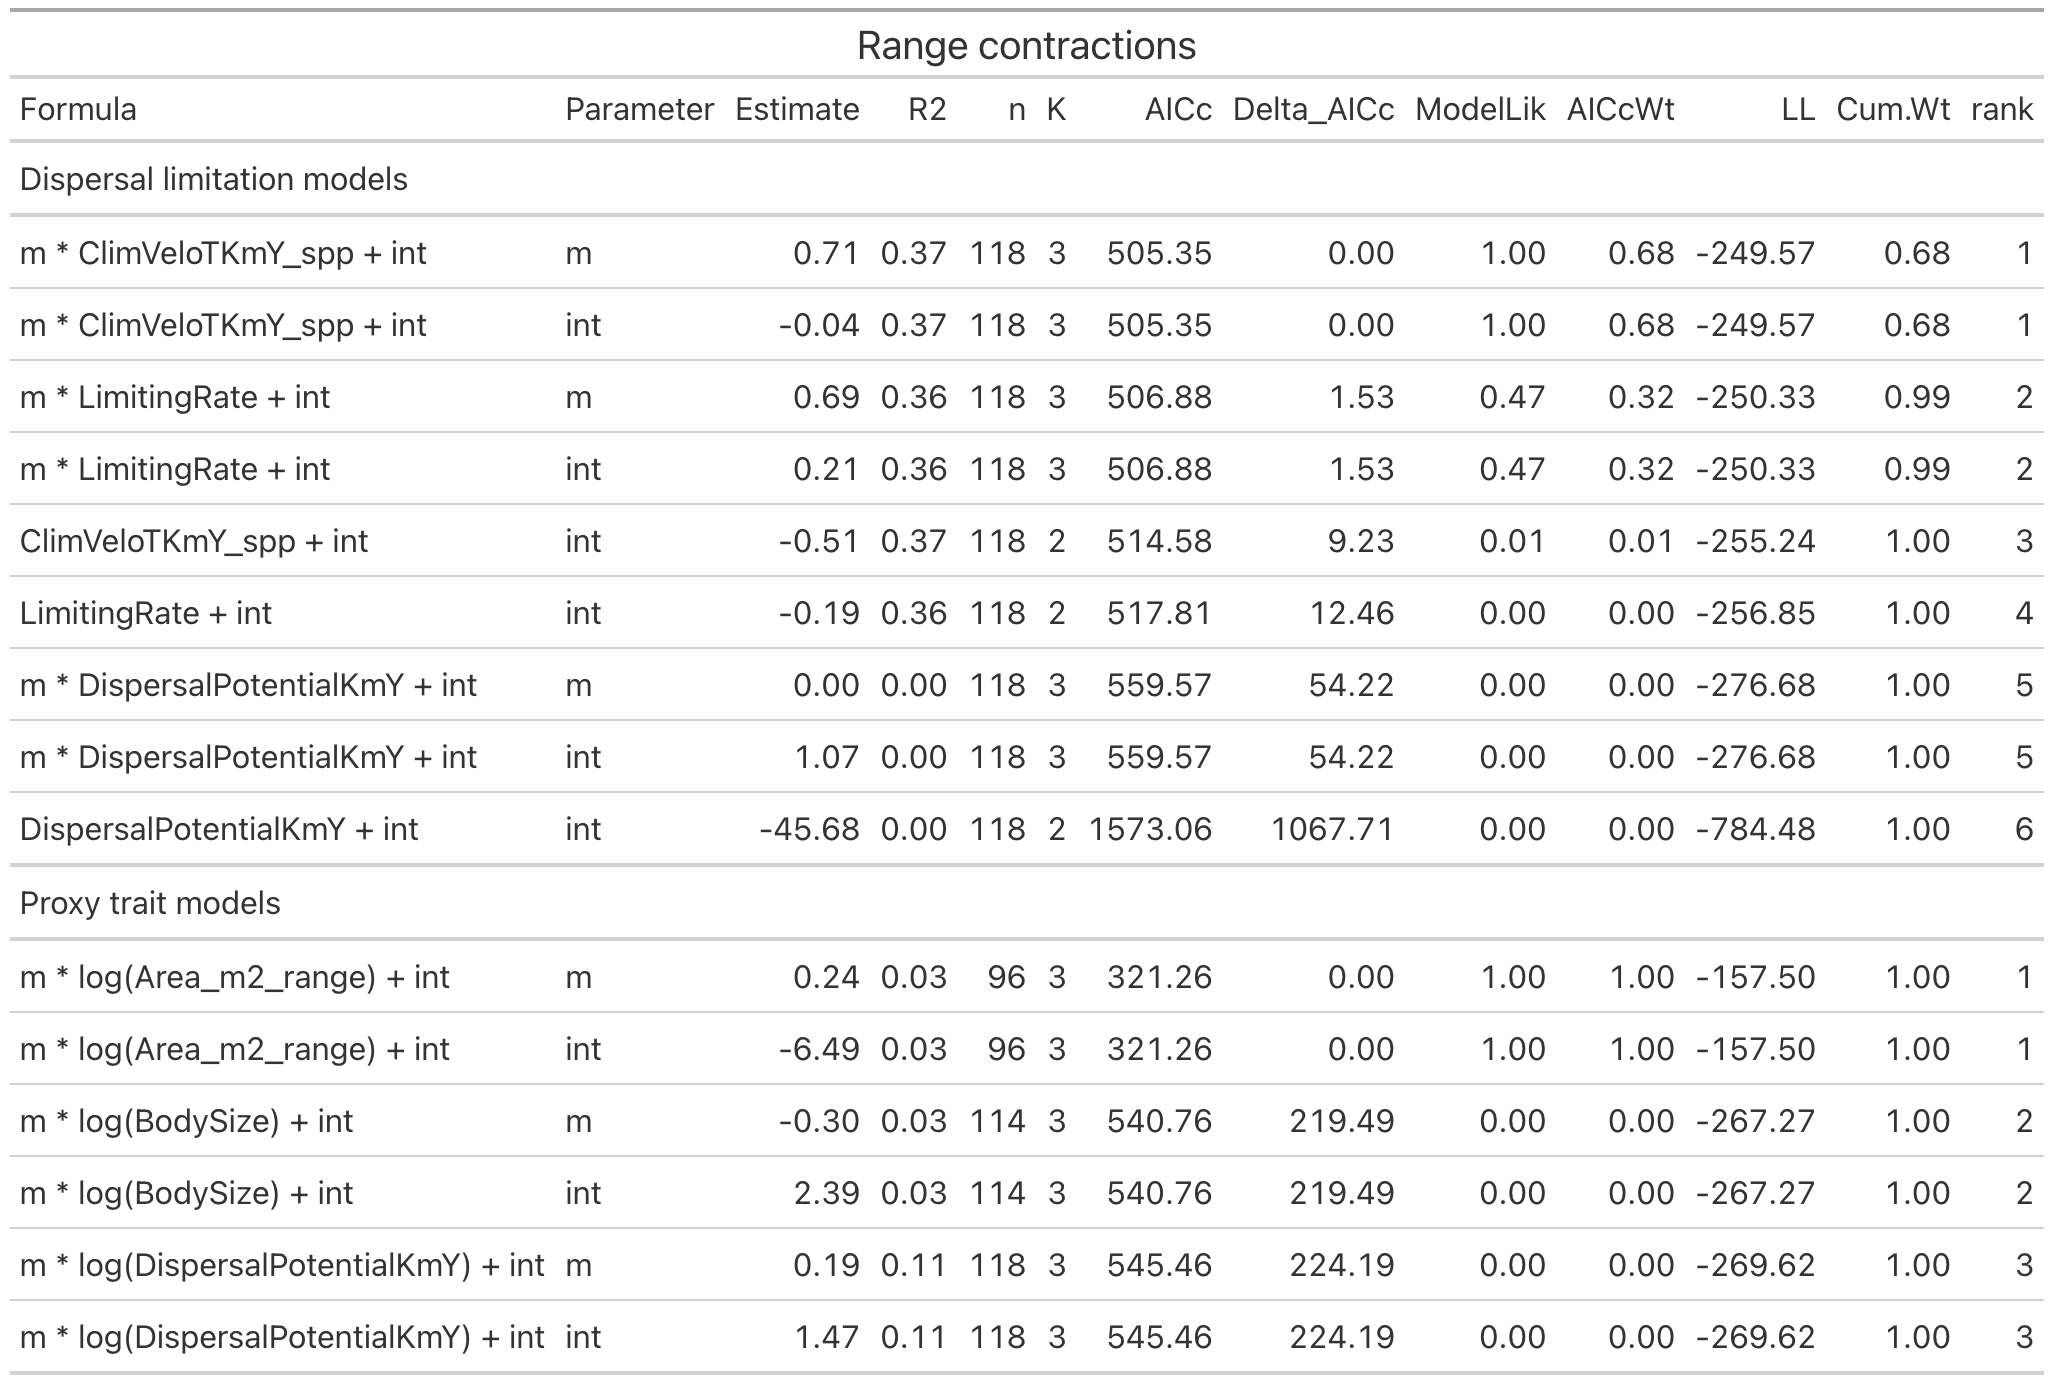 Range contractions
Formula Parameter Estimate R2 n K AICc Delta_AICc ModelLik AICcWt LL Cum.Wt rank
Dispersal limitation models
m * ClimVeloTKmY_spp + int m 0.71 0.37 118 3 505.35 0.00 1.00 0.68 -249.57 0.68 1
m * ClimVeloTKmY_spp + int int -0.04 0.37 118 3 505.35 0.00 1.00 0.68 -249.57 0.68 1
m * LimitingRate + int m 0.69 0.36 118 3 506.88 1.53 0.47 0.32 -250.33 0.99 2
m * LimitingRate + int int 0.21 0.36 118 3 506.88 1.53 0.47 0.32 -250.33 0.99 2
ClimVeloTKmY_spp + int int -0.51 0.37 118 2 514.58 9.23 0.01 0.01 -255.24 1.00 3
LimitingRate + int int -0.19 0.36 118 2 517.81 12.46 0.00 0.00 -256.85 1.00 4
m * DispersalPotentialKmY + int m 0.00 0.00 118 3 559.57 54.22 0.00 0.00 -276.68 1.00 5
m * DispersalPotentialKmY + int int 1.07 0.00 118 3 559.57 54.22 0.00 0.00 -276.68 1.00 5
DispersalPotentialKmY + int int -45.68 0.00 118 2 1573.06 1067.71 0.00 0.00 -784.48 1.00 6
Proxy trait models
m * log(Area_m2_range) + int m 0.24 0.03 96 3 321.26 0.00 1.00 1.00 -157.50 1.00 1
m * log(Area_m2_range) + int int -6.49 0.03 96 3 321.26 0.00 1.00 1.00 -157.50 1.00 1
m * log(BodySize) + int m -0.30 0.03 114 3 540.76 219.49 0.00 0.00 -267.27 1.00 2
m * log(BodySize) + int int 2.39 0.03 114 3 540.76 219.49 0.00 0.00 -267.27 1.00 2
m * log(DispersalPotentialKmY) + int m 0.19 0.11 118 3 545.46 224.19 0.00 0.00 -269.62 1.00 3
m * log(DispersalPotentialKmY) + int int 1.47 0.11 118 3 545.46 224.19 0.00 0.00 -269.62 1.00 3